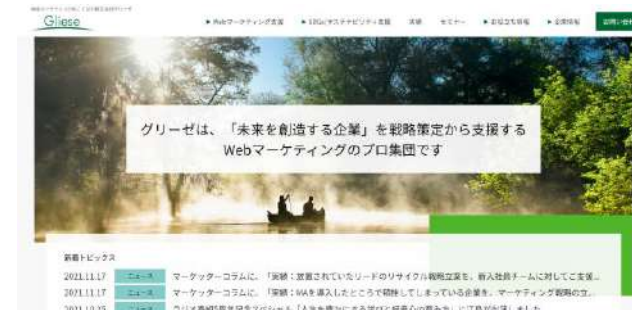 Gliese
▶ Webマーケティング支援 ▶ SDGs/サステナビリティ支援 実績 セミナー ▶ お役立ち情報 ▶ 企業情報
グリーゼは、「未来を創造する企業」を戦略策定から支援する
Webマーケティングのプロ集団です
新着トピックス
2021.11.17 ニュース マーケッターコラムに、「実績：放置されていたリードのリサイクル戦略立案を、新入社員チームに対してご支援...
2021.11.17 ニュース マーケッターコラムに、「実績：MAを導入したところで頓挫してしまっている企業を、マーケティング戦略の立...